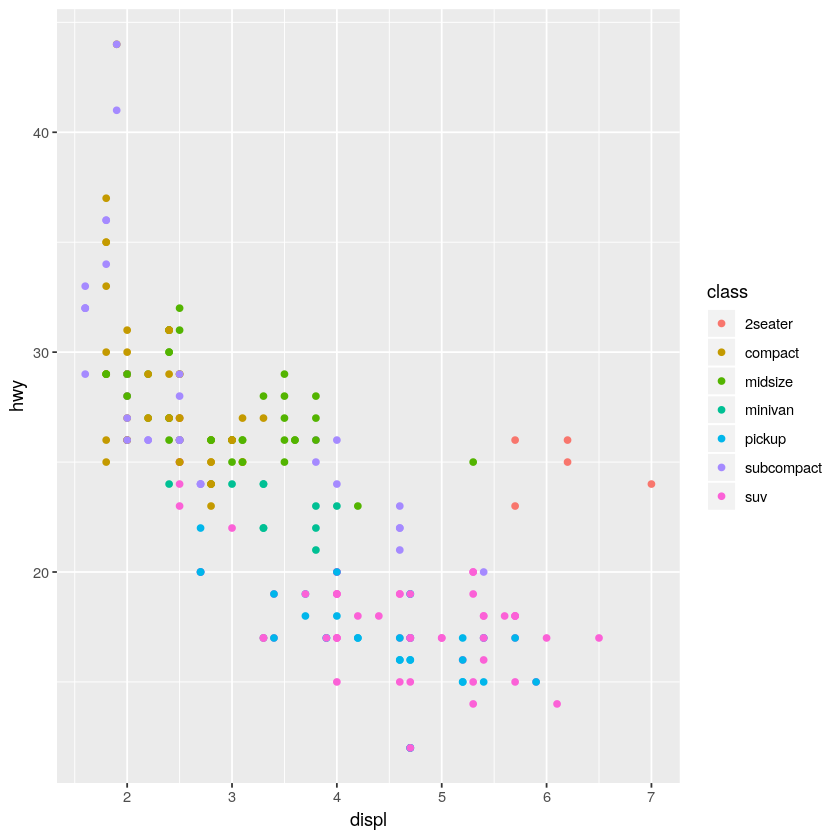 40
30
20
hwy
2 3 4 5 6 7
displ
class
2seater
compact
midsize
minivan
pickup
subcompact
suv